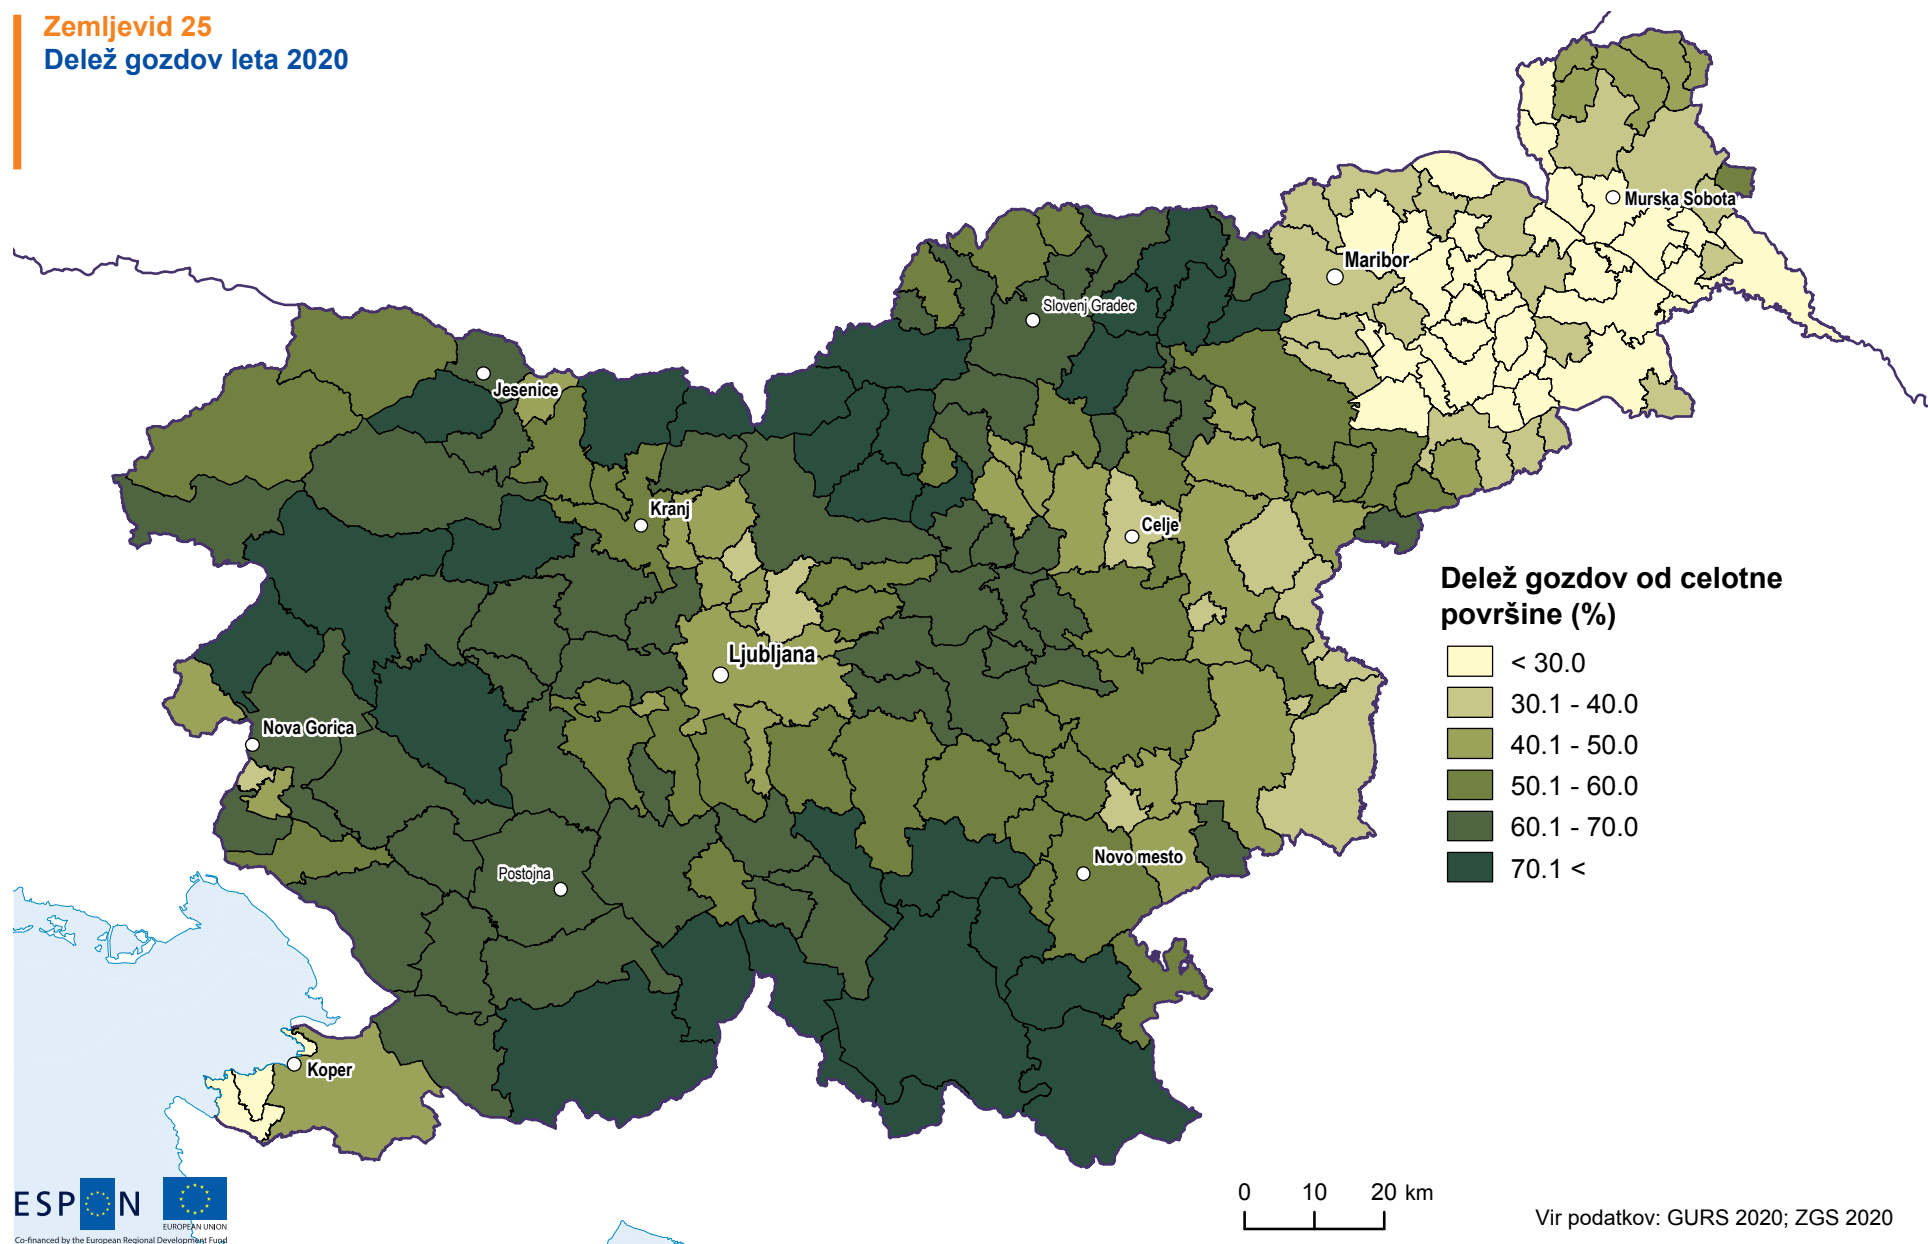 Zemljevid 25
Delež gozdov leta 2020
Murska Sobota
Maribor
Slovenj Gradec
Jesenice
Kranj
Celje
Ljubljana
Nova Gorica
Novo mesto
Postojna
Koper
Delež gozdov od celotne
površine (%)
< 30.0
30.1 - 40.0
40.1 - 50.0
50.1 - 60.0
60.1 - 70.0
70.1 <
ESPON
EUROPEAN UNION
Co-financed by the European Regional Development Fund
0 10 20 km
Vir podatkov: GURS 2020; ZGS 2020